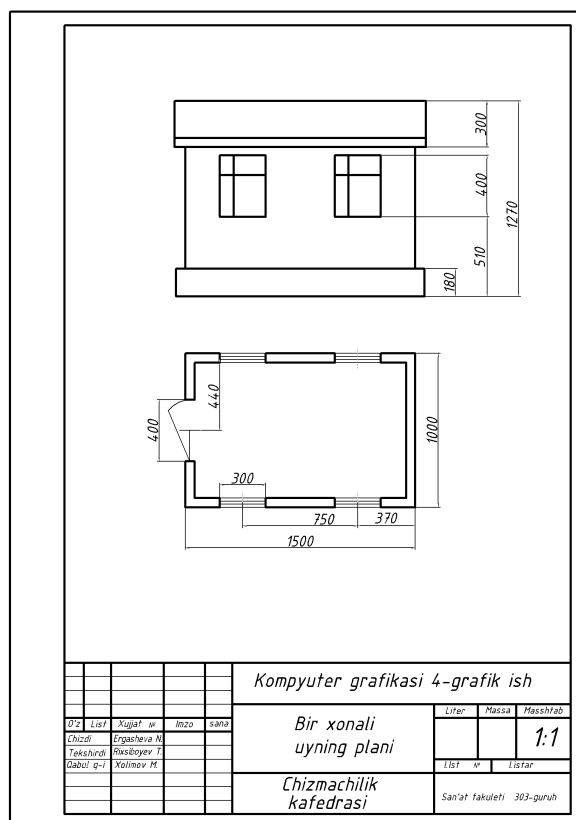 300
400
510
180
1270
440
400
1000
300
750
370
1500
Kompyuter grafikasi 4-grafik ish
O'z List Xujjat № Imzo sana
Chizdi Ergasheva N.
Tekshirdi Rixsiboyev T.
Qabul q-i Xolimov M.
Bir xonali
uyning plani
Liter Massa Masshtab
1:1
List № Listar
Chizmachilik
kafedrasi
San'at fakuleti 303-guruh